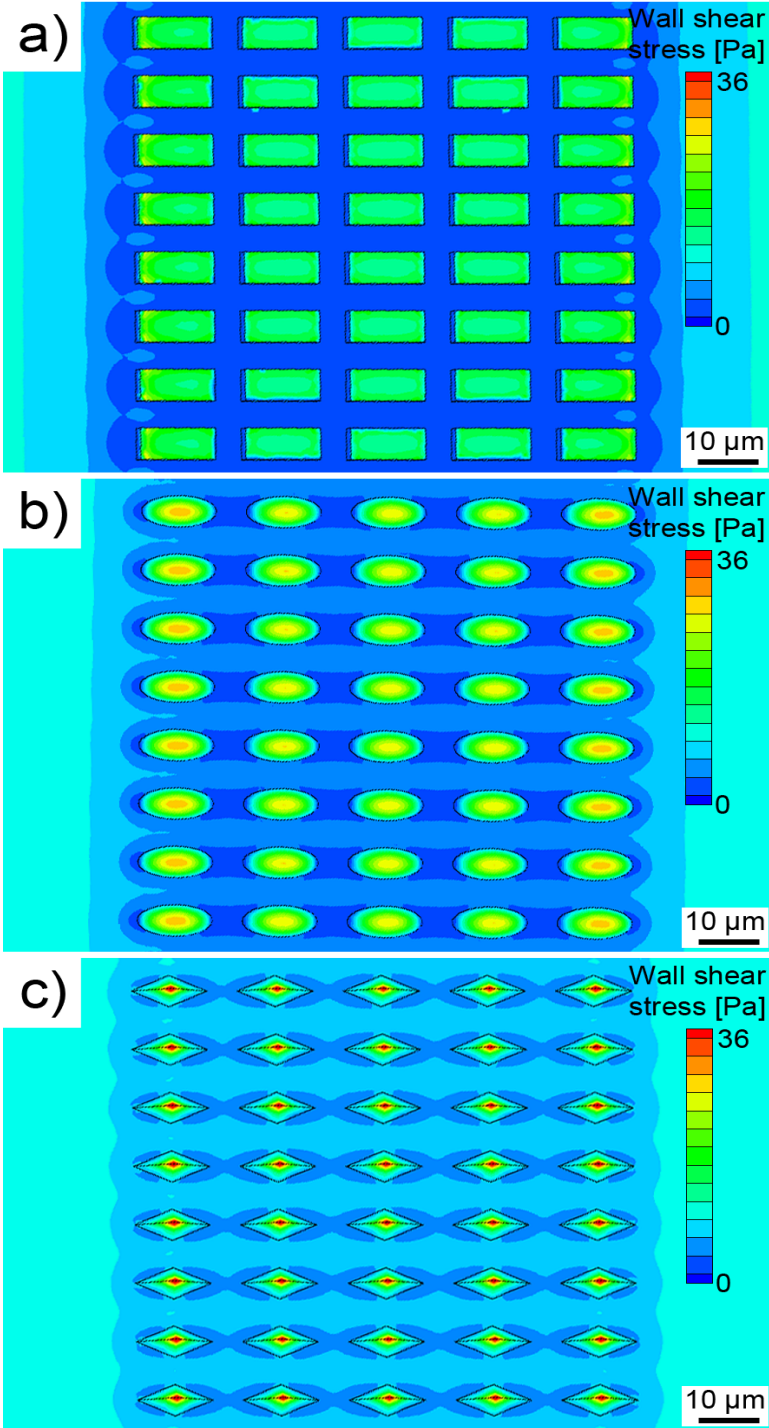 a)
Wall shear
stress [Pa]
36
0
10 µm
b)
Wall shear
stress [Pa]
36
0
10 µm
c)
Wall shear
stress [Pa]
36
0
10 µm